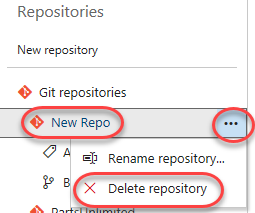 Repositories
New repository
Git repositories
New Repo
A
Rename repository...
B
Delete repository
PartsUnlimited